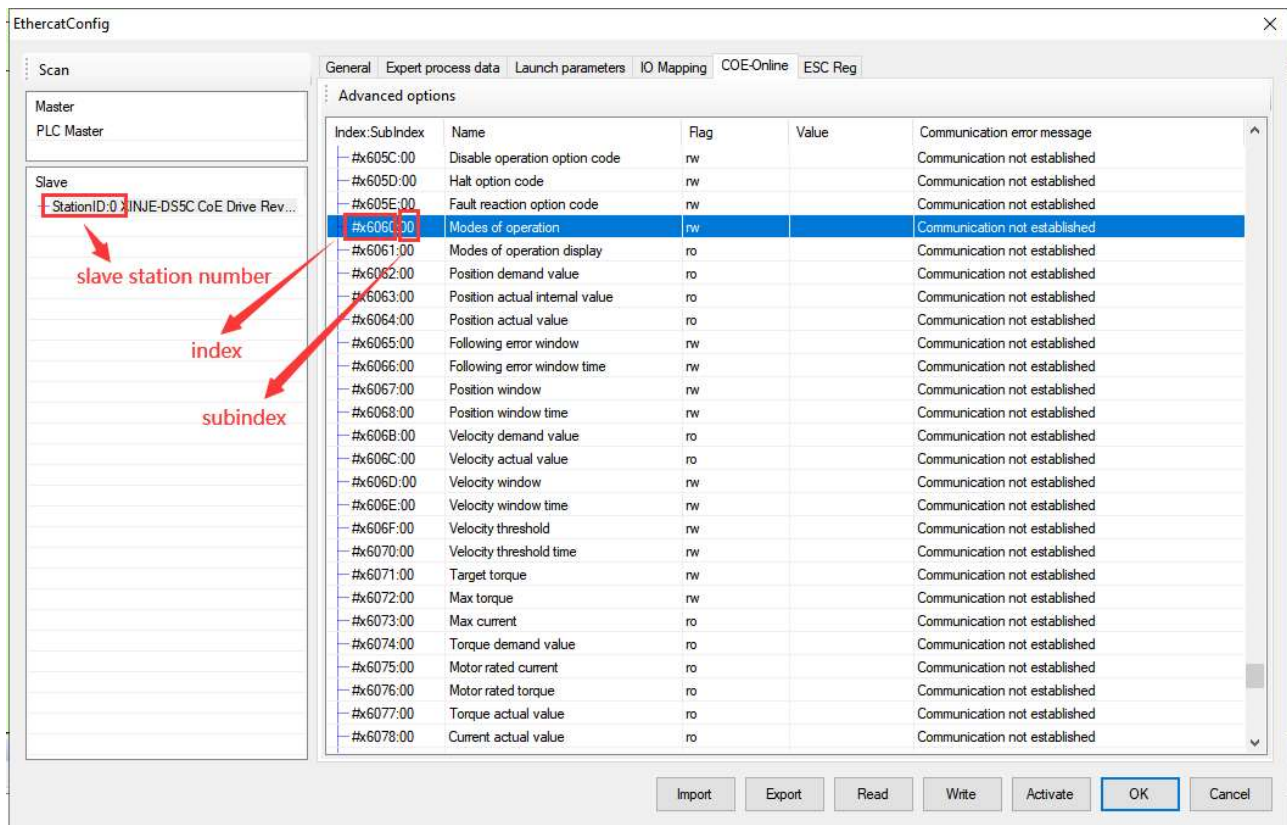 EthercatConfig
Scan
Master
PLC Master
Slave
StationID:0 XINJE-DS5C CoE Drive Rev...
slave station number
index
subindex
General Expert process data Launch parameters IO Mapping COE-Online ESC Reg
Advanced options
Index:SubIndex Name Flag Value Communication error message
#x605C:00 Disable operation option code rw Communication not established
#x605D:00 Halt option code rw Communication not established
#x605E:00 Fault reaction option code rw Communication not established
#x6060:00 Modes of operation rw Communication not established
#x6061:00 Modes of operation display ro Communication not established
#x6062:00 Position demand value ro Communication not established
#x6063:00 Position actual internal value ro Communication not established
#x6064:00 Position actual value ro Communication not established
#x6065:00 Following error window rw Communication not established
#x6066:00 Following error window time rw Communication not established
#x6067:00 Position window rw Communication not established
#x6068:00 Position window time rw Communication not established
#x606B:00 Velocity demand value ro Communication not established
#x606C:00 Velocity actual value ro Communication not established
#x606D:00 Velocity window rw Communication not established
#x606E:00 Velocity window time rw Communication not established
#x606F:00 Velocity threshold rw Communication not established
#x6070:00 Velocity threshold time rw Communication not established
#x6071:00 Target torque rw Communication not established
#x6072:00 Max torque rw Communication not established
#x6073:00 Max current ro Communication not established
#x6074:00 Torque demand value ro Communication not established
#x6075:00 Motor rated current ro Communication not established
#x6076:00 Motor rated torque ro Communication not established
#x6077:00 Torque actual value ro Communication not established
#x6078:00 Current actual value ro Communication not established
Import Export Read Write Activate OK Cancel